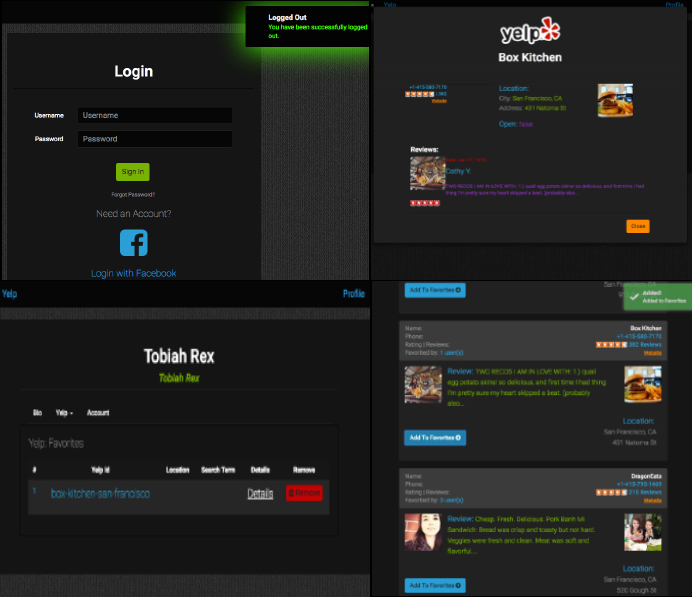 Logged Out
You have been successfully logged
out.
Login
Username
Username
Password
Password
Sign In
Forgot Password?
Need an Account?
Login with Facebook
Yelp
Profile
yelp
Box Kitchen
+1-415-580-7170
Website
Location:
City: San Francisco, CA
Address: 431 Natoma St
Open:
Reviews:
Cathy Y.
TWO RECOS I AM IN LOVE WITH: 1.) quail egg potato skins! so delicious, and first time I had
thing I'm pretty sure my heart skipped a beat. (probably also...
Close
Yelp
Profile
Tobiah Rex
Tobiah Rex
Bio
Yelp
Account
Yelp: Favorites
#
Yelp Id
Location
Search Term
Details
Remove
1
box-kitchen-san-francisco
Details
Remove
Add To Favorites
San Francisco, CA
Added!
Added to Favorites
Name:
Box Kitchen
Phone:
+1-415-580-7170
Rating | Reviews:
382 Reviews
Favorited by: 1 user(s)
Website
Review: TWO RECOS I AM IN LOVE WITH: 1.) quail
egg potato skins! so delicious, and first time I had thing
I'm pretty sure my heart skipped a beat. (probably
also...
Location:
San Francisco, CA
431 Natoma St
Add To Favorites
Name:
DragonEats
Phone:
+1-415-795-1469
Rating | Reviews:
316 Reviews
Favorited by: 0 user(s)
Website
Review: Cheap. Fresh. Delicious. Pork Banh Mi
Sandwich: Bread was crisp and toasty but not hard.
Veggies were fresh and clean. Meat was soft and
flavorful...
Location:
San Francisco, CA
520 Gough St
Add To Favorites